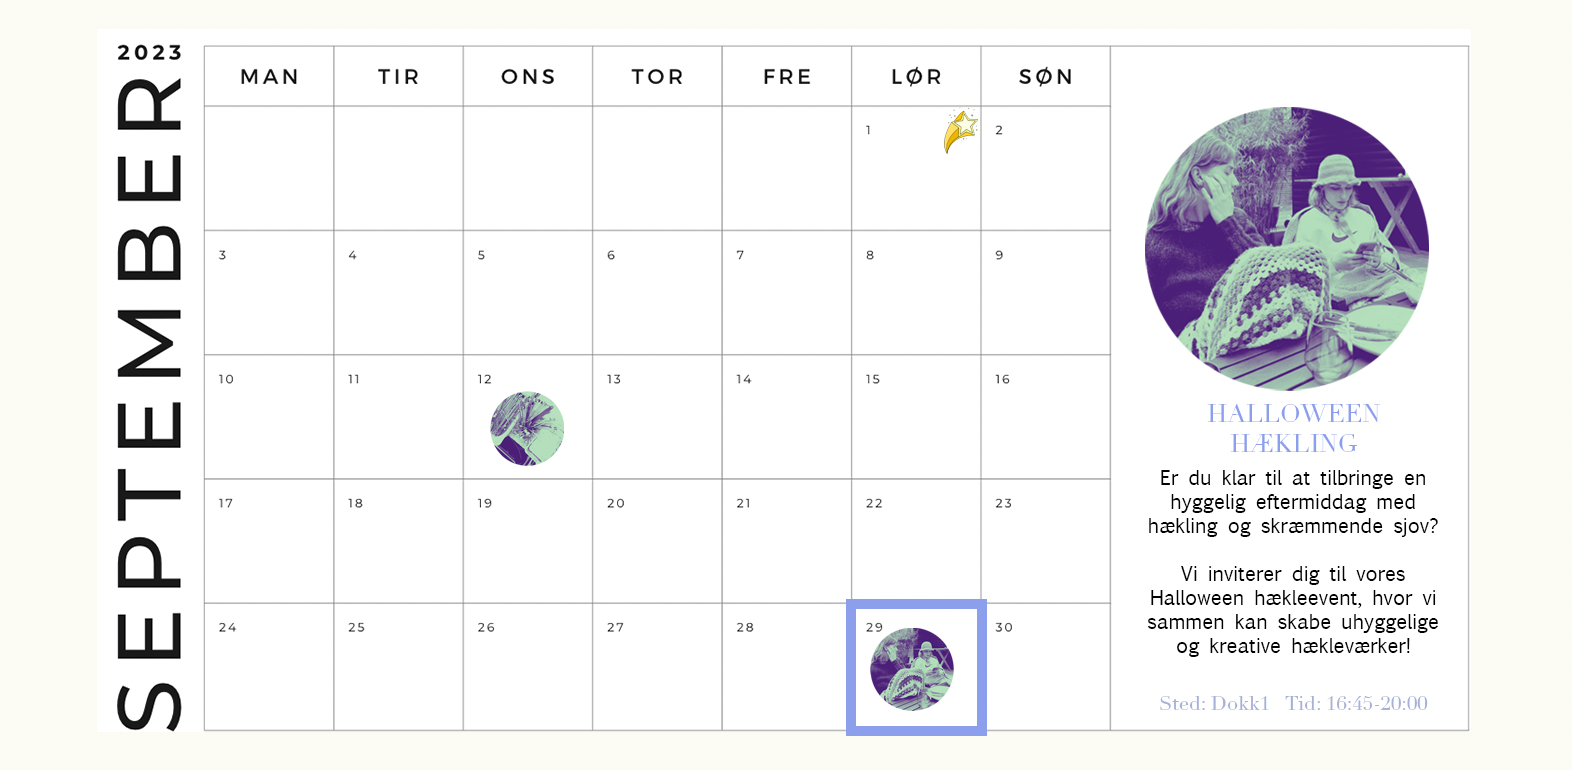 2023
SEPTEMBER
MAN TIR ONS TOR FRE LØR SØN
1 2
3 4 5 6 7 8 9
10 11 12 13 14 15 16
17 18 19 20 21 22 23
24 25 26 27 28 29 30
HALLOWEEN
HÆKLING
Er du klar til at tilbringe en
hyggelig eftermiddag med
hækling og skræmmende sjov?
Vi inviterer dig til vores
Halloween hækleevent, hvor vi
sammen kan skabe uhyggelige
og kreative hækleværker!
Sted: Dokk1 Tid: 16:45-20:00